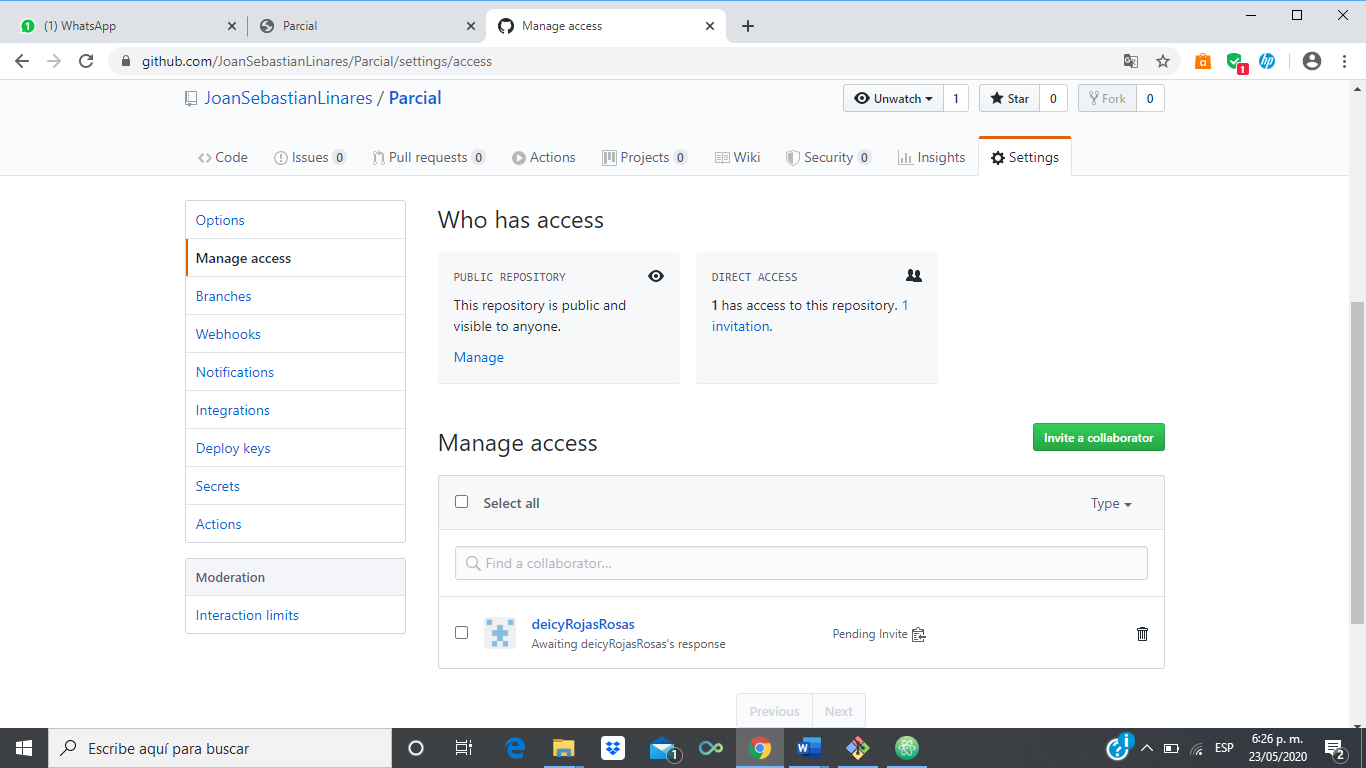 (1) WhatsApp
Parcial
Manage access
github.com/JoanSebastianLinares/Parcial/settings/access
JoanSebastianLinares / Parcial
Unwatch 1
Star 0
Fork 0
Code
Issues 0
Pull requests 0
Actions
Projects 0
Wiki
Security 0
Insights
Settings
Options
Manage access
Branches
Webhooks
Notifications
Integrations
Deploy keys
Secrets
Actions
Moderation
Interaction limits
Who has access
PUBLIC REPOSITORY
This repository is public and
visible to anyone.
Manage
DIRECT ACCESS
1 has access to this repository. 1
invitation.
Manage access
Invite a collaborator
Select all
Type
Find a collaborator...
deicyRojasRosas
Awaiting deicyRojasRosas's response
Pending Invite
Previous
Next
Escribe aquí para buscar
1
ESP
6:26 p. m.
23/05/2020
2